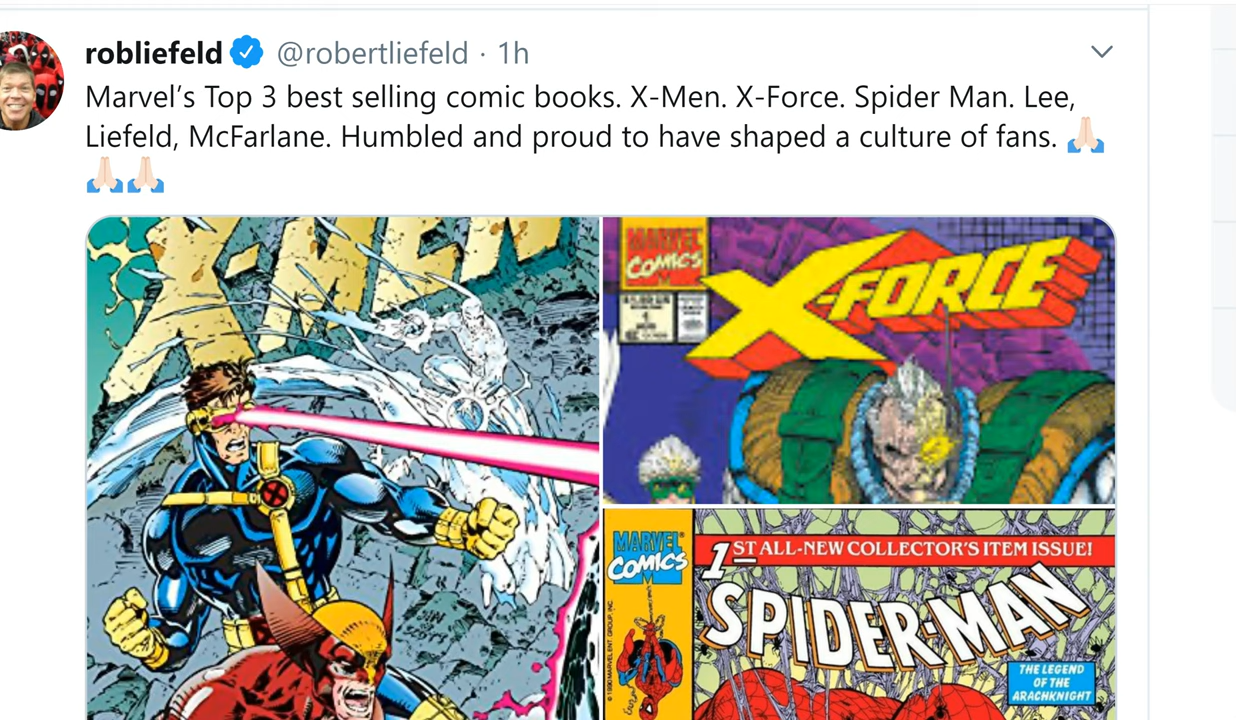 robliefeld @robertliefeld · 1h
Marvel’s Top 3 best selling comic books. X-Men. X-Force. Spider Man. Lee,
Liefeld, McFarlane. Humbled and proud to have shaped a culture of fans. 🙏🏻
🙏🏻🙏🏻
X-MEN
MARVEL
COMICS
X-FORCE
MARVEL
COMICS
1ST ALL-NEW COLLECTOR'S ITEM ISSUE!
SPIDER-MAN
THE LEGEND
OF THE
ARACHKNIGHT